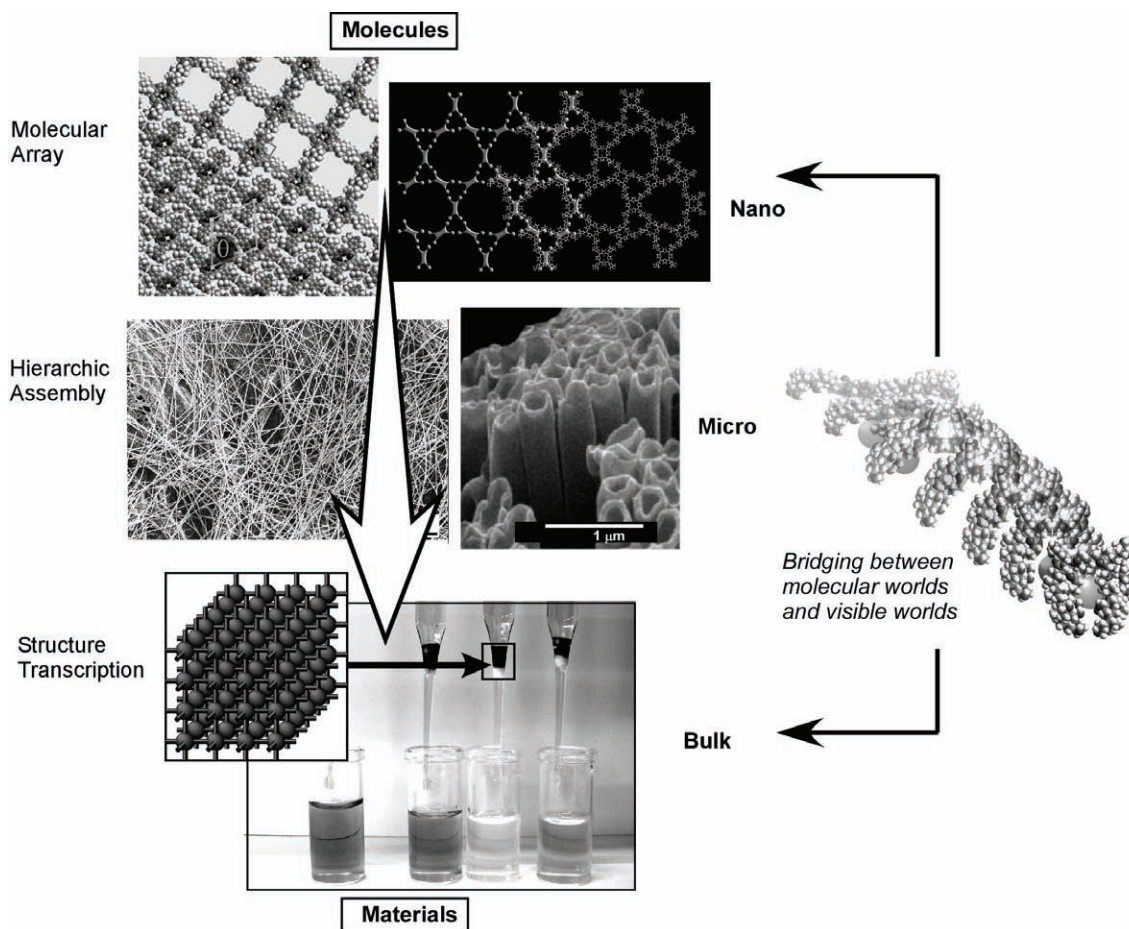 Molecules
Molecular
Array
Nano
θ
Hierarchic
Assembly
Micro
1 μm
Bridging between
molecular worlds
and visible worlds
Structure
Transcription
Bulk
Materials